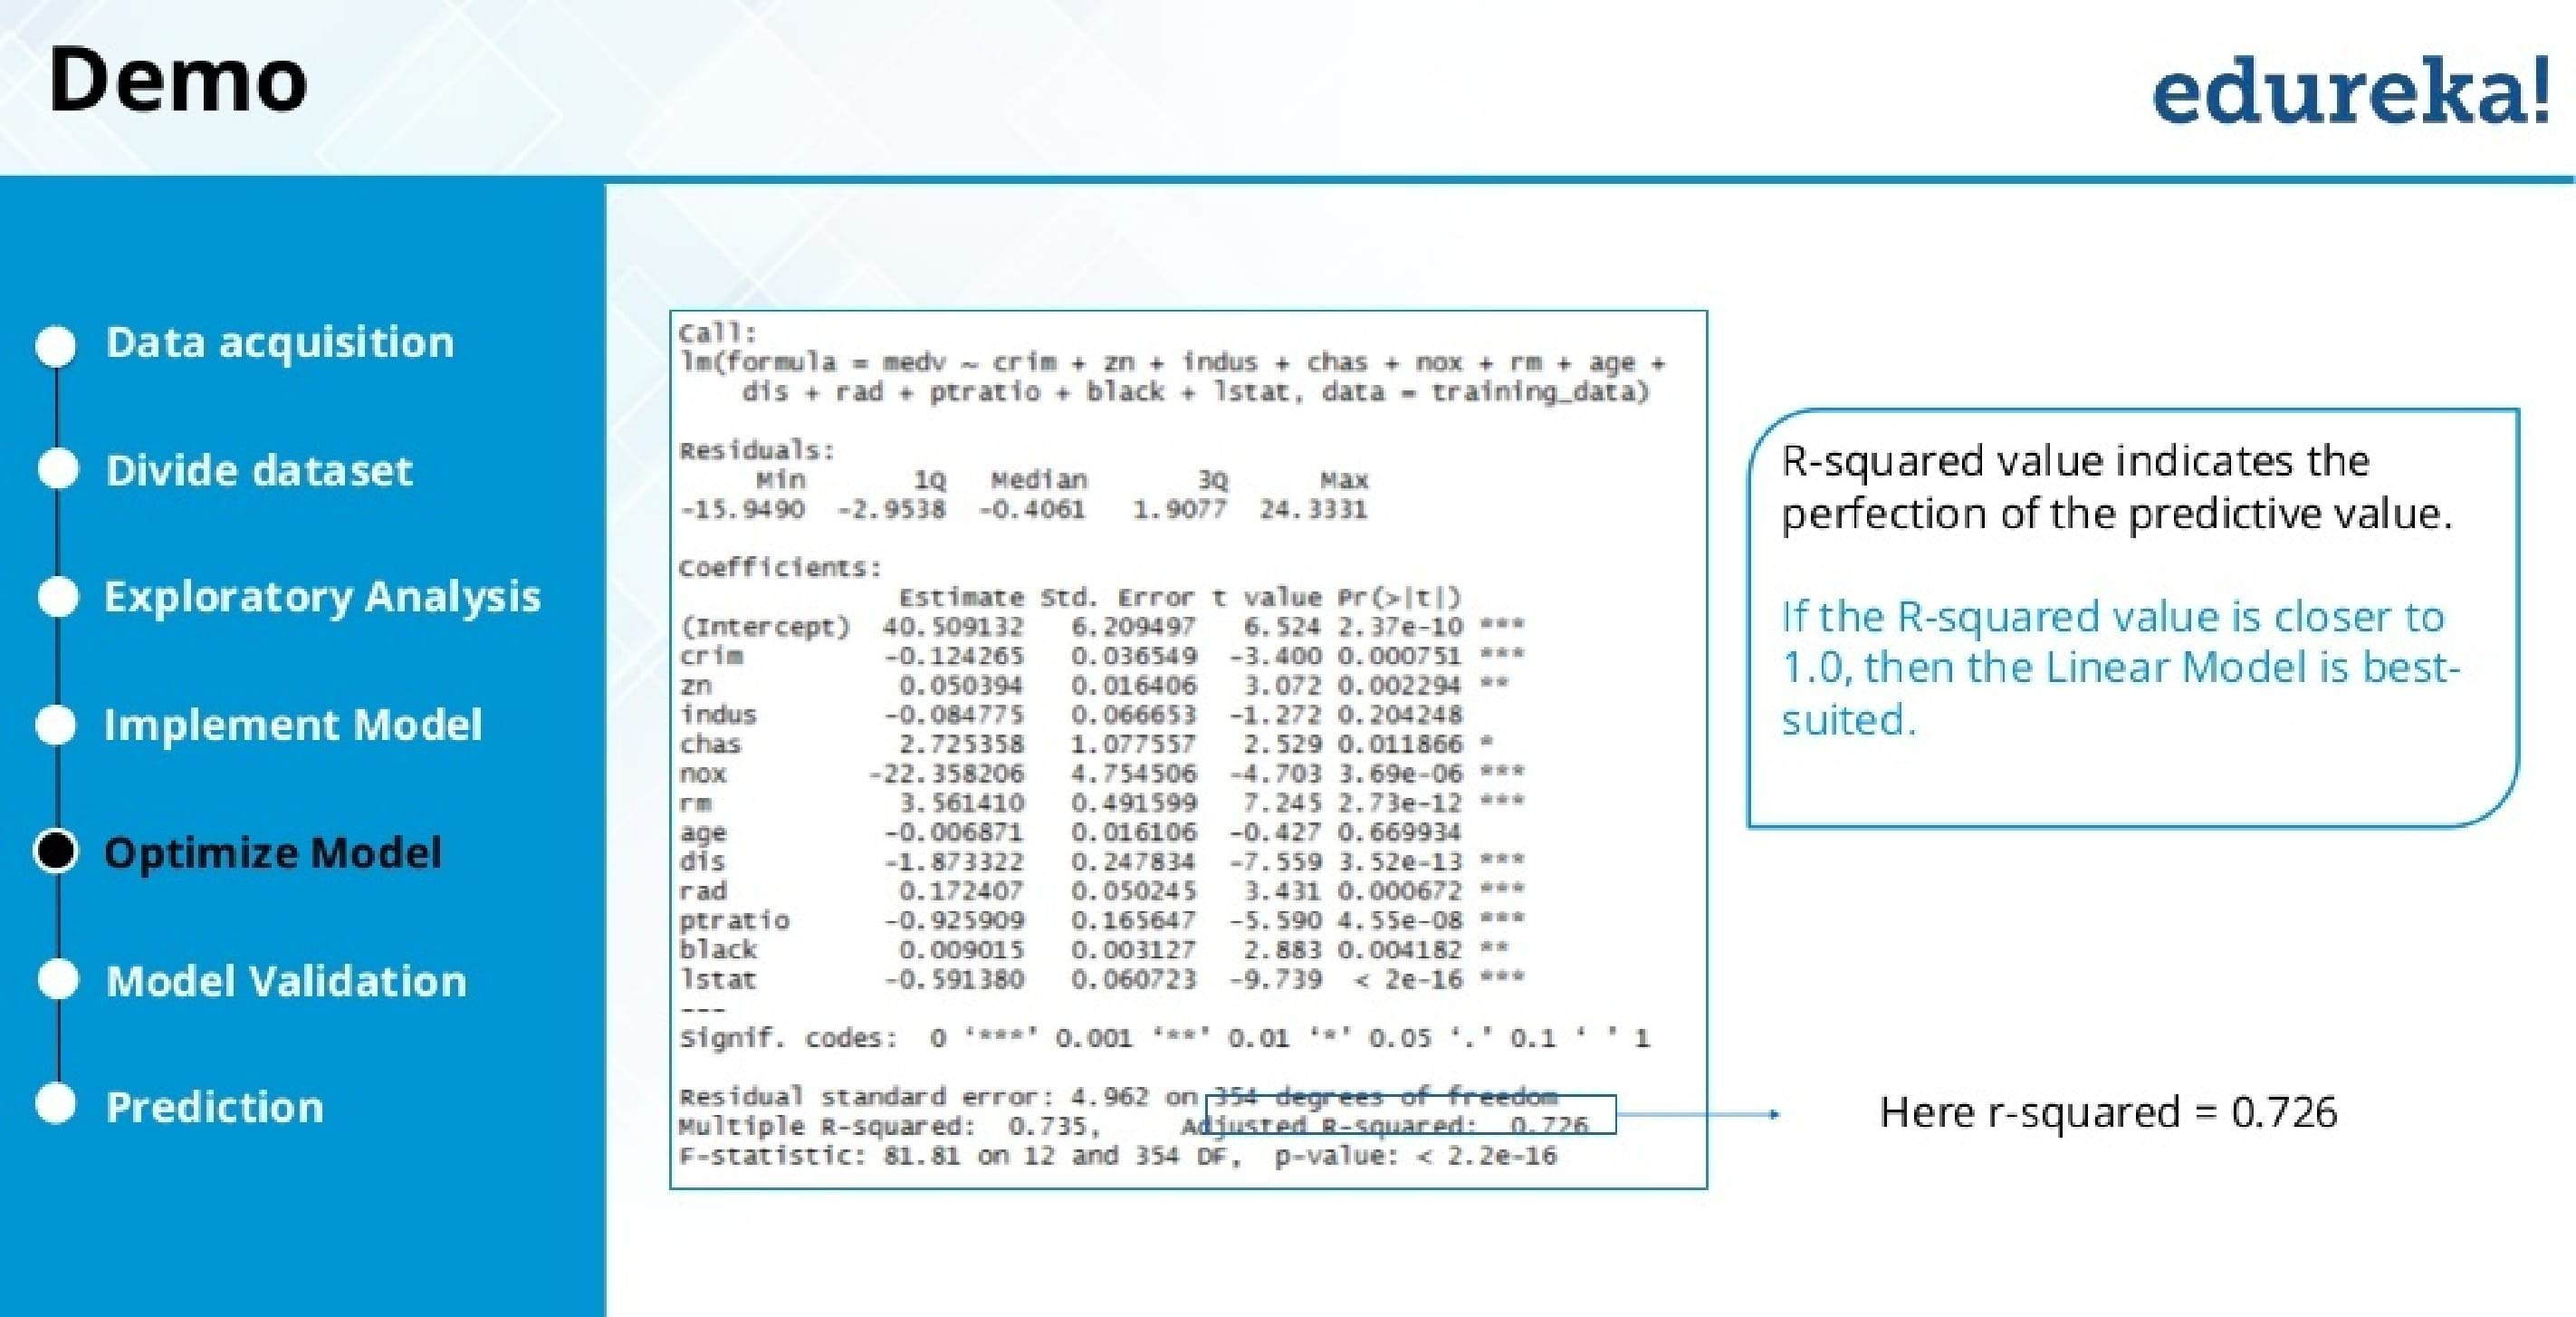 Demo
edureka!
Data acquisition
Divide dataset
Exploratory Analysis
Implement Model
Optimize Model
Model Validation
Prediction
Call:
lm(formula = medv ~ crim + zn + indus + chas + nox + rm + age +
dis + rad + ptratio + black + lstat, data = training_data)
Residuals:
Min 1Q Median 3Q Max
-15.9490 -2.9538 -0.4061 1.9077 24.3331
Coefficients:
Estimate Std. Error t value Pr(>|t|)
(Intercept) 40.509132 6.209497 6.524 2.37e-10 ***
crim -0.124265 0.036549 -3.400 0.000751 ***
zn 0.050394 0.016406 3.072 0.002294 **
indus -0.084775 0.066653 -1.272 0.204248
chas 2.725358 1.077557 2.529 0.011866 *
nox -22.358206 4.754506 -4.703 3.69e-06 ***
rm 3.561410 0.491599 7.245 2.73e-12 ***
age -0.006871 0.016106 -0.427 0.669934
dis -1.873322 0.247834 -7.559 3.52e-13 ***
rad 0.172407 0.050245 3.431 0.000672 ***
ptratio -0.925909 0.165647 -5.590 4.55e-08 ***
black 0.009015 0.003127 2.883 0.004182 **
lstat -0.591380 0.060723 -9.739 < 2e-16 ***
---
Signif. codes: 0 ‘***’ 0.001 ‘**’ 0.01 ‘*’ 0.05 ‘.’ 0.1 ‘ ’ 1
Residual standard error: 4.962 on 354 degrees of freedom
Multiple R-squared: 0.735, Adjusted R-squared: 0.726
F-statistic: 81.81 on 12 and 354 DF, p-value: < 2.2e-16
R-squared value indicates the
perfection of the predictive value.
If the R-squared value is closer to
1.0, then the Linear Model is best-
suited.
Here r-squared = 0.726